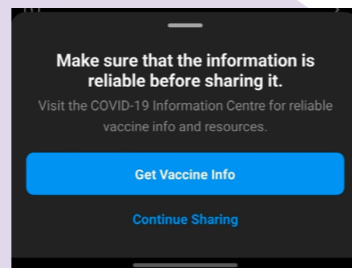 Make sure that the information is
reliable before sharing it.
Visit the COVID-19 Information Centre for reliable
vaccine info and resources.
Get Vaccine Info
Continue Sharing